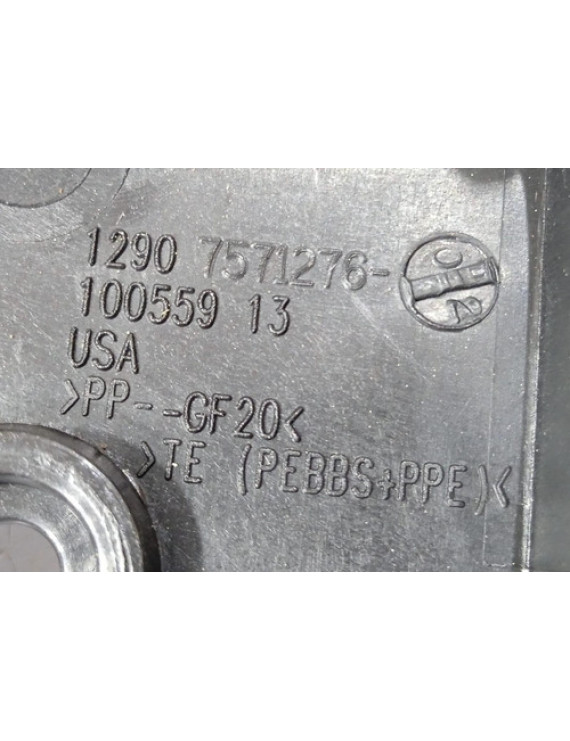 1290 7571276-
100559 13
USA
>PP--GF20<
>TE (PEBBS+PPE)<